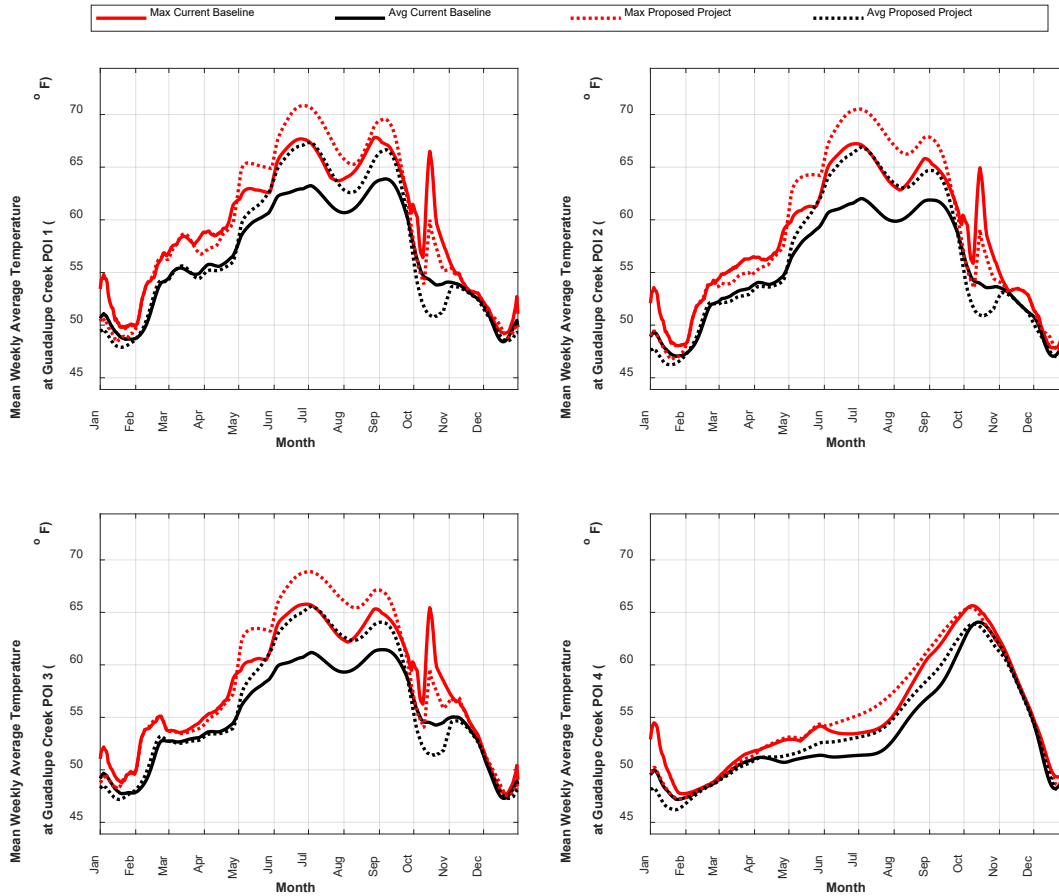 Max Current Baseline Avg Current Baseline Max Proposed Project Avg Proposed Project
Mean Weekly Average Temperature
at Guadalupe Creek POI 1 (°F)
70
65
60
55
50
45
Jan Feb Mar Apr May Jun Jul Aug Sep Oct Nov Dec
Month
Mean Weekly Average Temperature
at Guadalupe Creek POI 2 (°F)
70
65
60
55
50
45
Jan Feb Mar Apr May Jun Jul Aug Sep Oct Nov Dec
Month
Mean Weekly Average Temperature
at Guadalupe Creek POI 3 (°F)
70
65
60
55
50
45
Jan Feb Mar Apr May Jun Jul Aug Sep Oct Nov Dec
Month
Mean Weekly Average Temperature
at Guadalupe Creek POI 4 (°F)
70
65
60
55
50
45
Jan Feb Mar Apr May Jun Jul Aug Sep Oct Nov Dec
Month